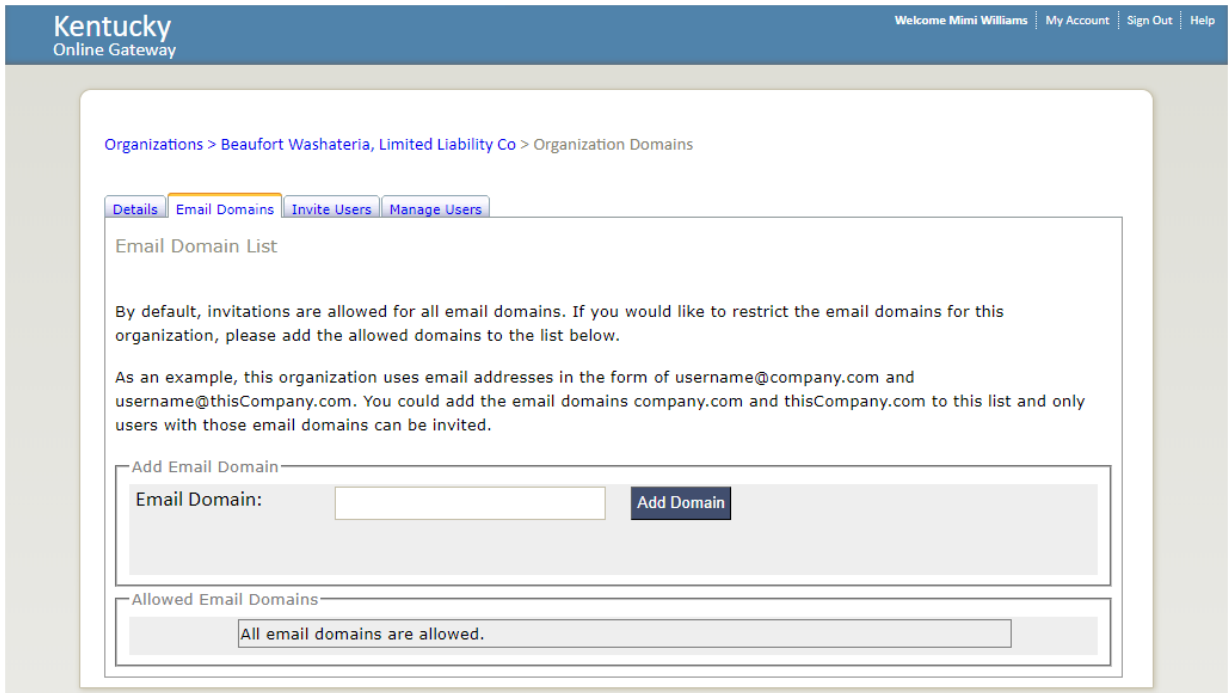 Kentucky
Online Gateway
Welcome Mimi Williams My Account Sign Out Help
Organizations > Beaufort Washateria, Limited Liability Co > Organization Domains
Details Email Domains Invite Users Manage Users
Email Domain List
By default, invitations are allowed for all email domains. If you would like to restrict the email domains for this
organization, please add the allowed domains to the list below.
As an example, this organization uses email addresses in the form of username@company.com and
username@thisCompany.com. You could add the email domains company.com and thisCompany.com to this list and only
users with those email domains can be invited.
Add Email Domain
Email Domain: Add Domain
Allowed Email Domains
All email domains are allowed.